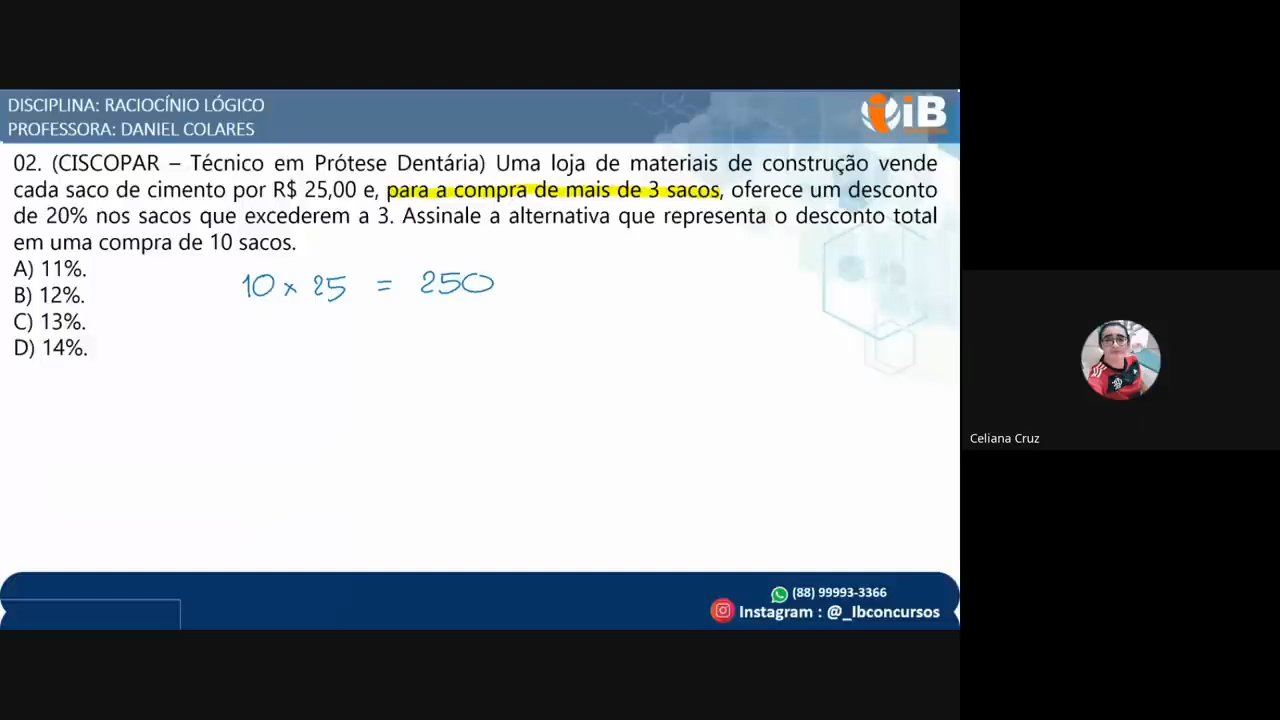 DISCIPLINA: RACIOCÍNIO LÓGICO
PROFESSORA: DANIEL COLARES
iB
02. (CISCOPAR – Técnico em Prótese Dentária) Uma loja de materiais de construção vende
cada saco de cimento por R$ 25,00 e, para a compra de mais de 3 sacos, oferece um desconto
de 20% nos sacos que excederem a 3. Assinale a alternativa que representa o desconto total
em uma compra de 10 sacos.
A) 11%.
B) 12%.
C) 13%.
D) 14%.
10 × 25 = 250
Celiana Cruz
(88) 99993-3366
Instagram : @_Ibconcursos